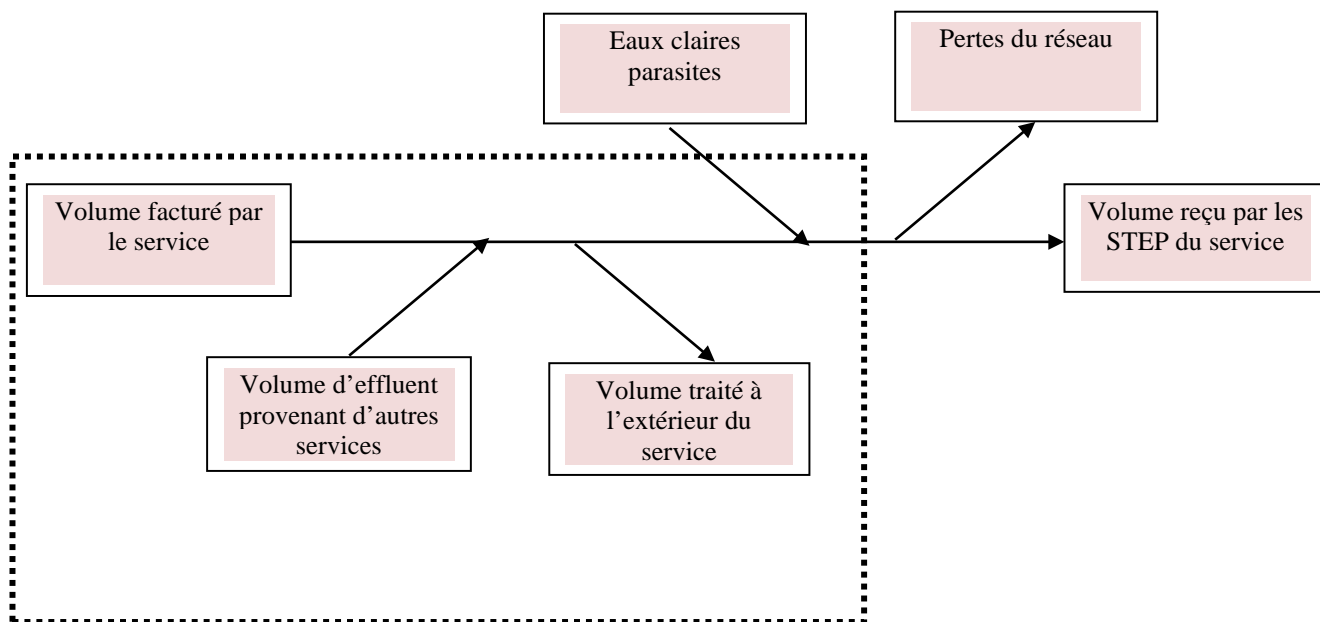 Eaux claires
parasites
Pertes du réseau
Volume facturé par
le service
Volume reçu par les
STEP du service
Volume d’effluent
provenant d’autres
services
Volume traité à
l’extérieur du
service